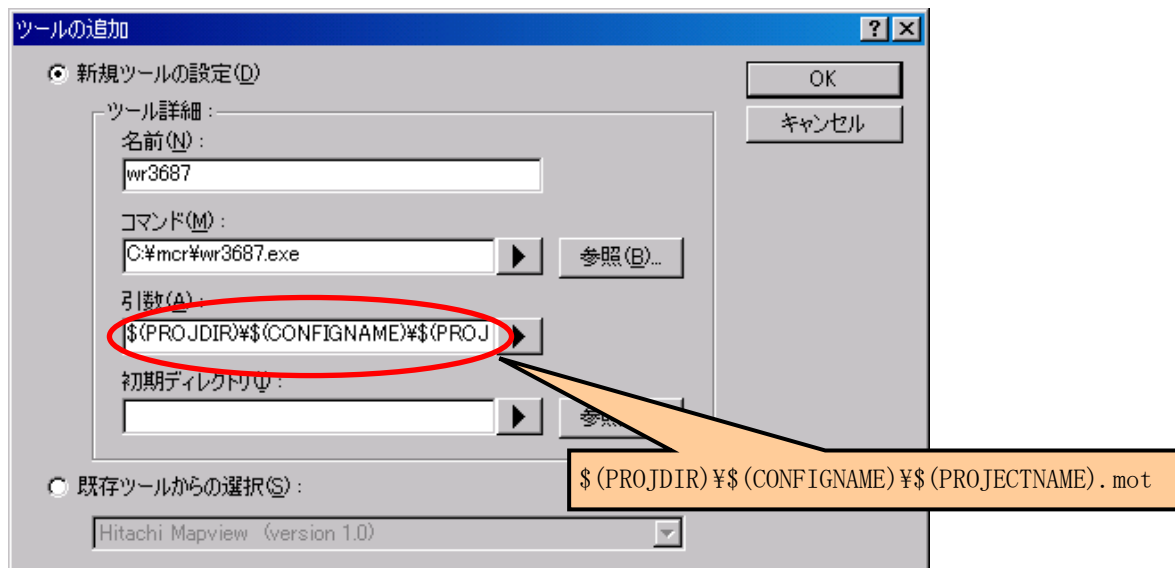 ツールの追加
新規ツールの設定(D)
OK
ツール詳細：
キャンセル
名前(N)：
wr3687
コマンド(M)：
C:¥mcr¥wr3687.exe
参照(B)...
引数(A)：
$(PROJDIR)¥$(CONFIGNAME)¥$(PROJ
初期ディレクトリ(I)：
$(PROJDIR)¥$(CONFIGNAME)¥$(PROJECTNAME).mot
既存ツールからの選択(S)：
Hitachi Mapview (version 1.0)